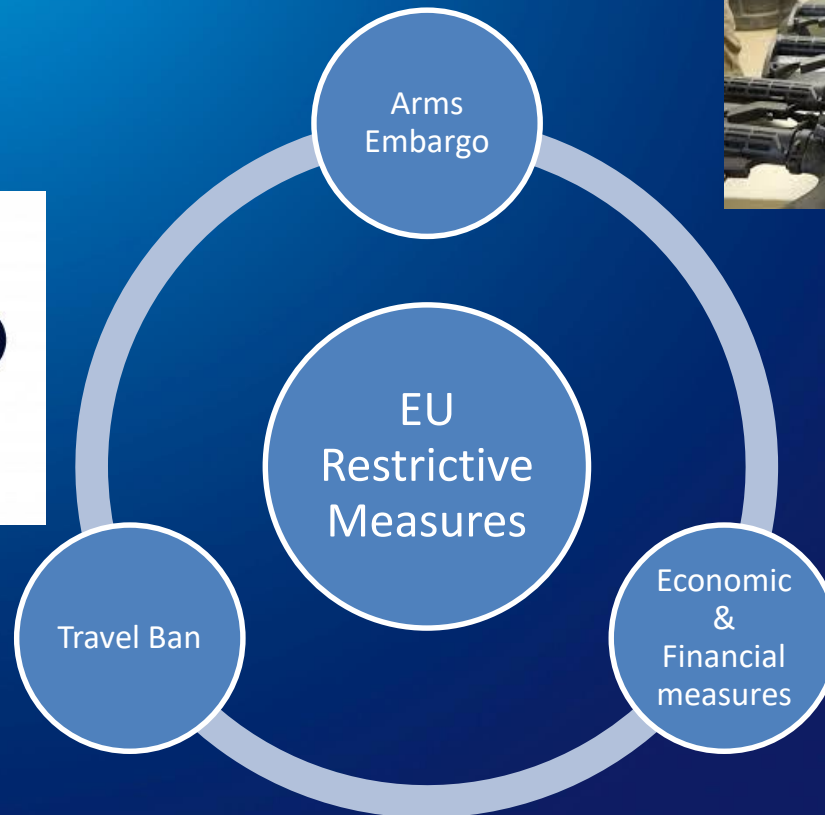 Arms
Embargo
EU
Restrictive
Measures
Travel Ban
Economic
&
Financial
measures